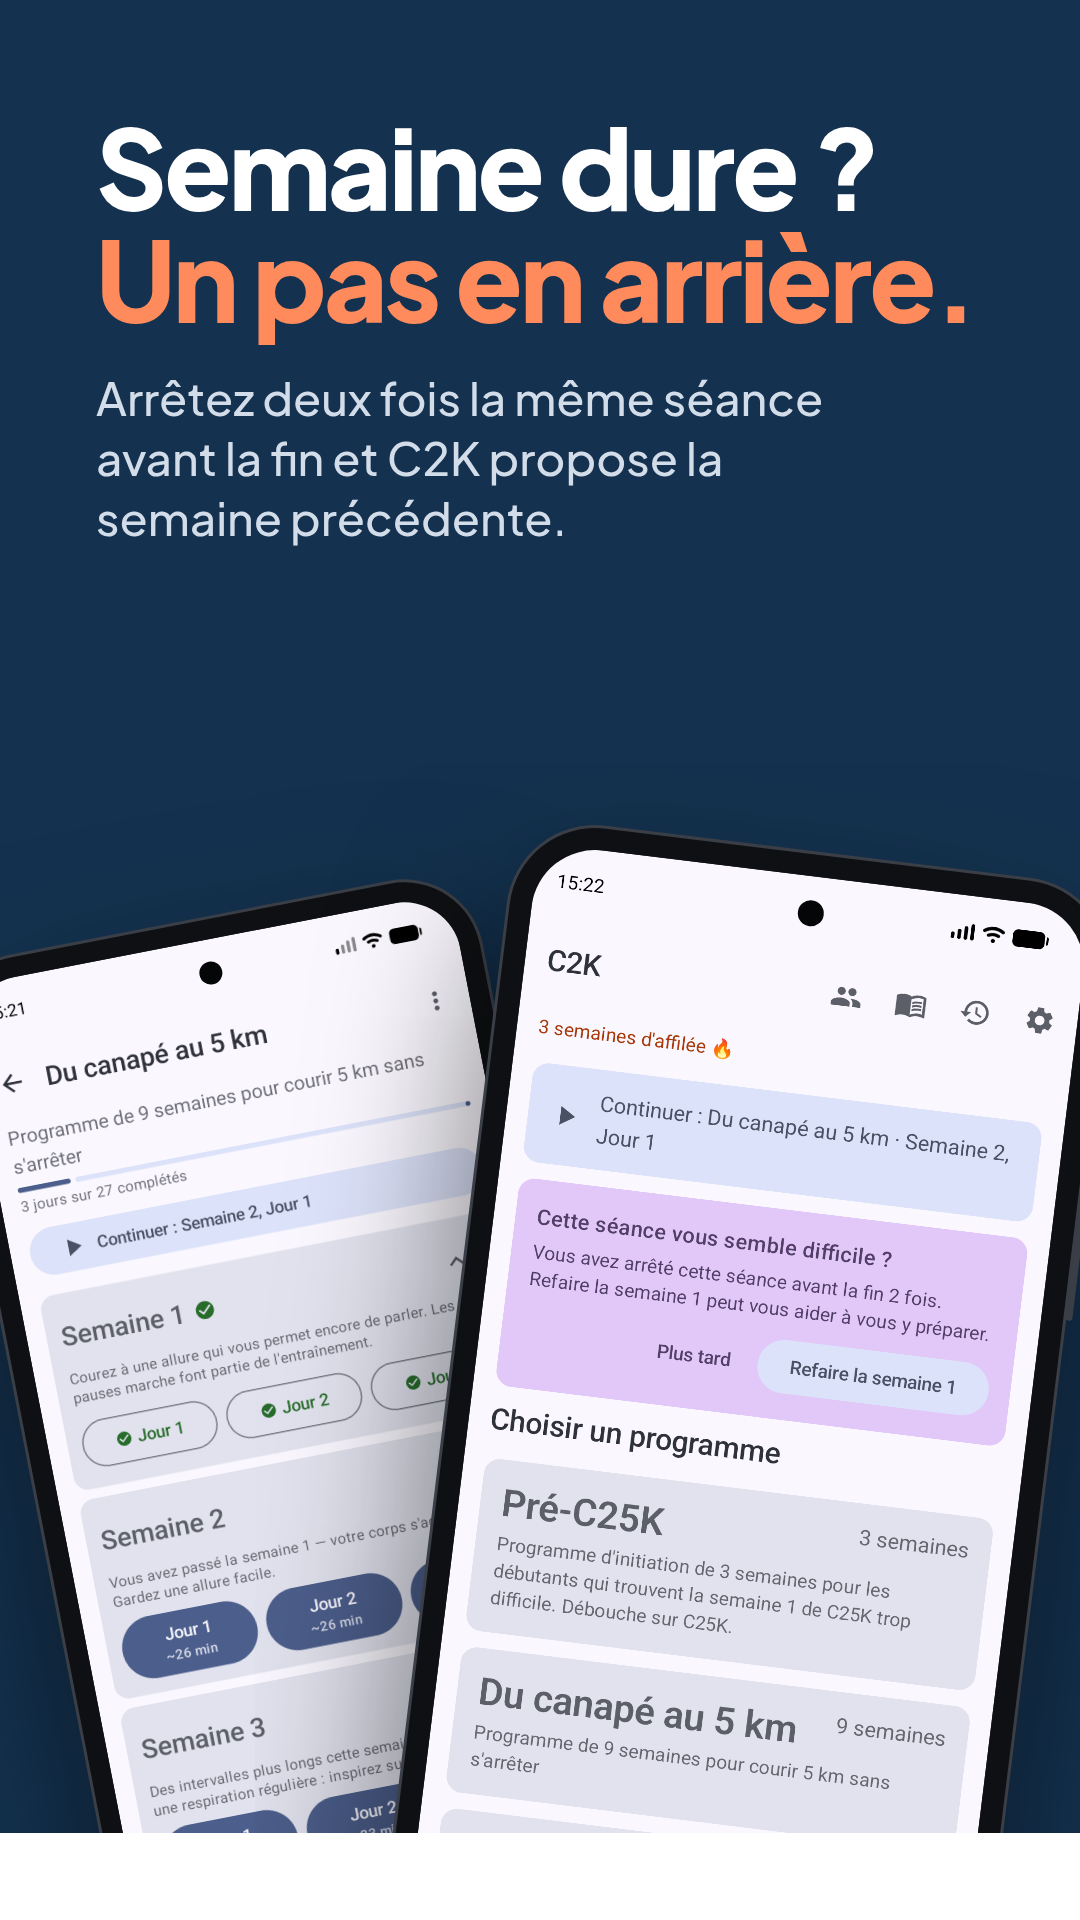 Semaine dure ?
Un pas en arrière.
Arrêtez deux fois la même séance
avant la fin et C2K propose la
semaine précédente.
:21
Du canapé au 5 km
Programme de 9 semaines pour courir 5 km sans
s'arrêter
3 jours sur 27 complétés
Continuer : Semaine 2, Jour 1
Semaine 1
Courez à une allure qui vous permet encore de parler. Les
pauses marche font partie de l'entraînement.
Jour 1
Jour 2
Semaine 2
Vous avez passé la semaine 1 — votre corps
Gardez une allure facile.
Jour 1
~26 min
Jour 2
~26 min
Semaine 3
Des intervalles plus longs cette
une respiration régulière : inspirez
Jour 2
15:22
C2K
3 semaines d'affilée 🔥
Continuer : Du canapé au 5 km · Semaine 2,
Jour 1
Cette séance vous semble difficile ?
Vous avez arrêté cette séance avant la fin 2 fois.
Refaire la semaine 1 peut vous aider à vous y préparer.
Plus tard
Refaire la semaine 1
Choisir un programme
Pré-C25K
3 semaines
Programme d'initiation de 3 semaines pour les
débutants qui trouvent la semaine 1 de C25K trop
difficile. Débouche sur C25K.
Du canapé au 5 km
9 semaines
Programme de 9 semaines pour courir 5 km sans
s'arrêter